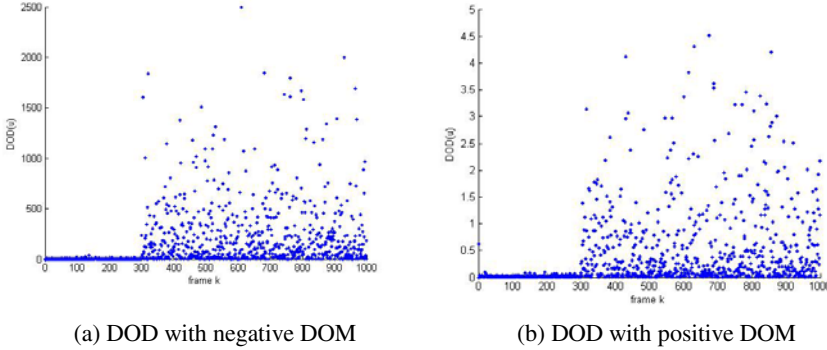 2500
2000
1500
1000
500
0
DOD(u)
0 100 200 300 400 500 600 700 800 900 1000
frame k
(a) DOD with negative DOM
5
4.5
4
3.5
3
2.5
2
1.5
1
0.5
0
DOD(u)
0 100 200 300 400 500 600 700 800 900 1000
frame k
(b) DOD with positive DOM